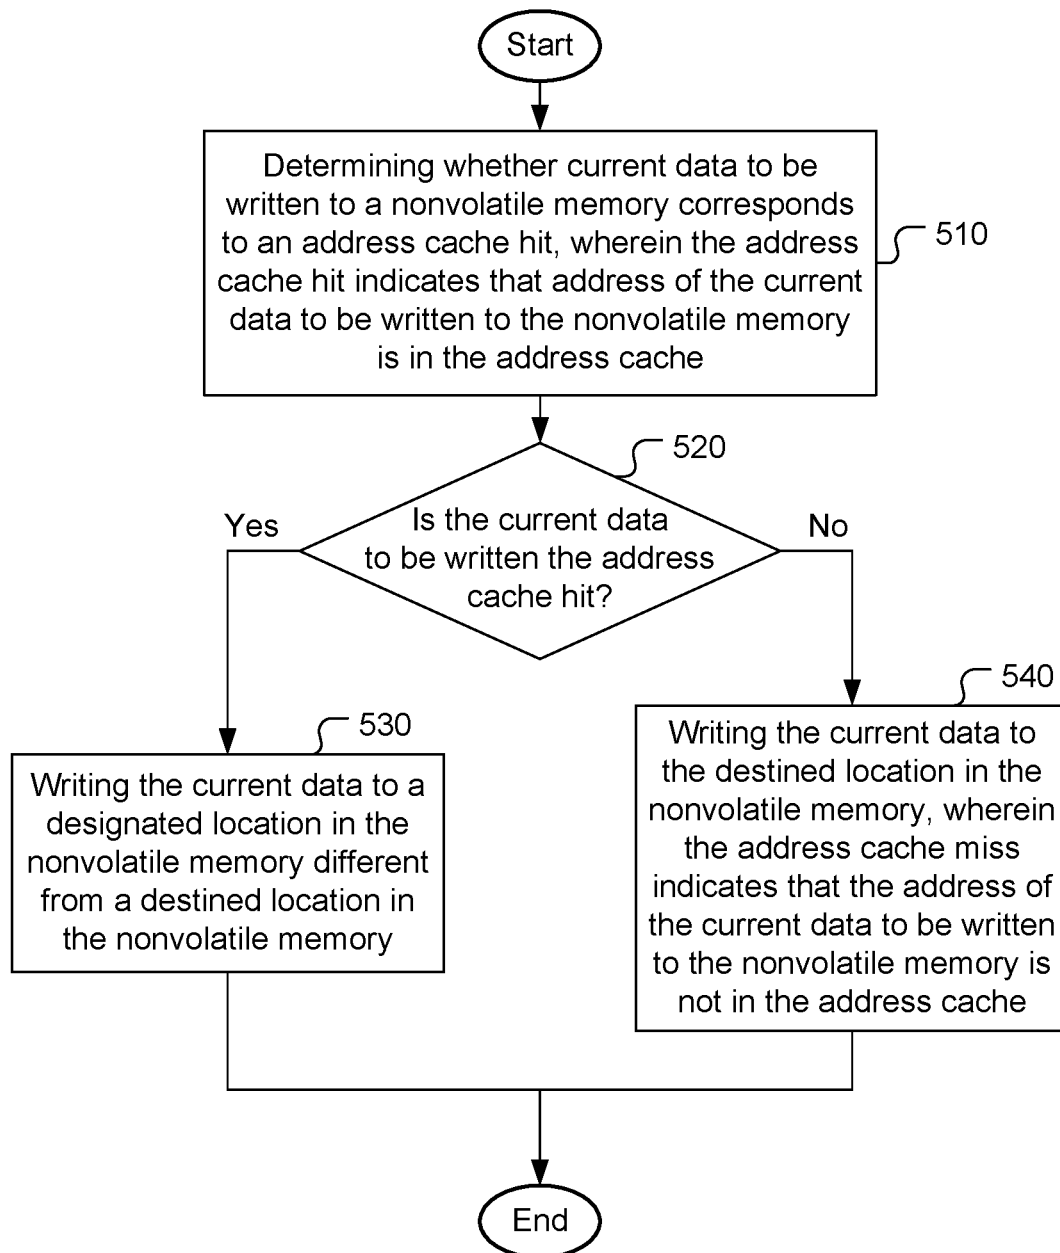 Start
Determining whether current data to be
written to a nonvolatile memory corresponds
to an address cache hit, wherein the address
cache hit indicates that address of the current
data to be written to the nonvolatile memory
is in the address cache
510
520
Is the current data
to be written the address
cache hit?
Yes
No
530
Writing the current data to a
designated location in the
nonvolatile memory different
from a destined location in
the nonvolatile memory
540
Writing the current data to
the destined location in the
nonvolatile memory, wherein
the address cache miss
indicates that the address of
the current data to be written
to the nonvolatile memory is
not in the address cache
End